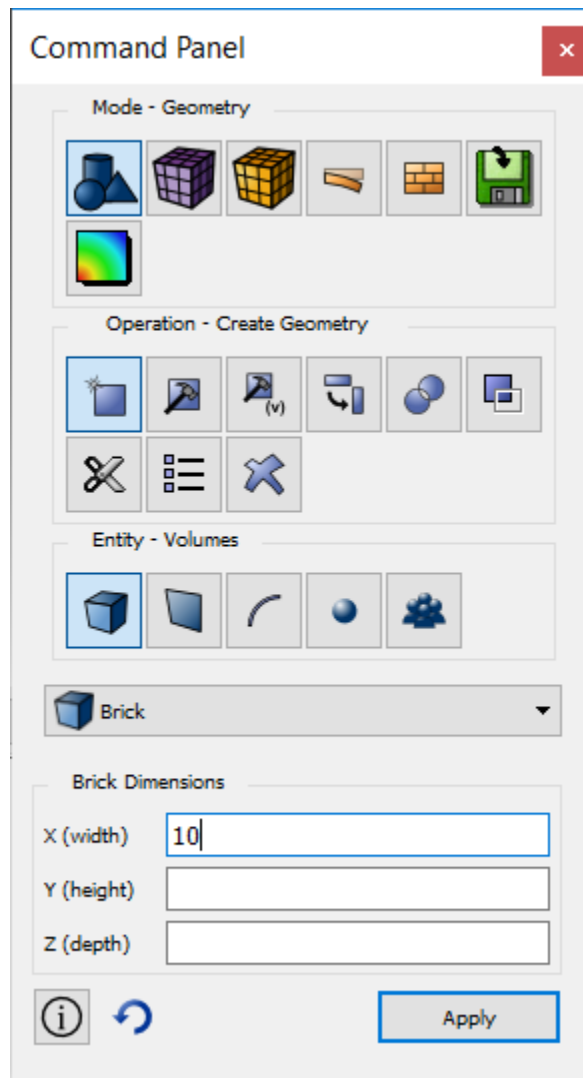 Command Panel
Mode - Geometry
Operation - Create Geometry
(v)
Entity - Volumes
Brick
Brick Dimensions
X (width) 10
Y (height)
Z (depth)
Apply